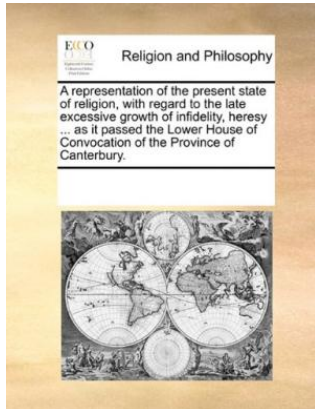 ECCO
Religion and Philosophy
A representation of the present state
of religion, with regard to the late
excessive growth of infidelity, heresy
... as it passed the Lower House of
Convocation of the Province of
Canterbury.